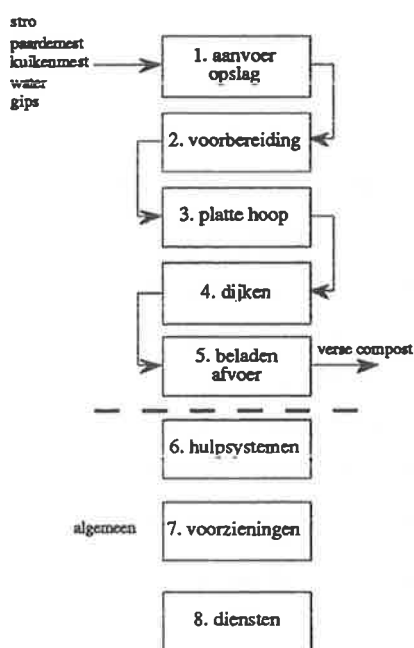 stro
paardemest
kuikenmest
water
gips
1. aanvoer
opslag
2. voorbereiding
3. platte hoop
4. dijken
5. beladen
afvoer
verse compost
6. hulpsystemen
algemeen
7. voorzieningen
8. diensten